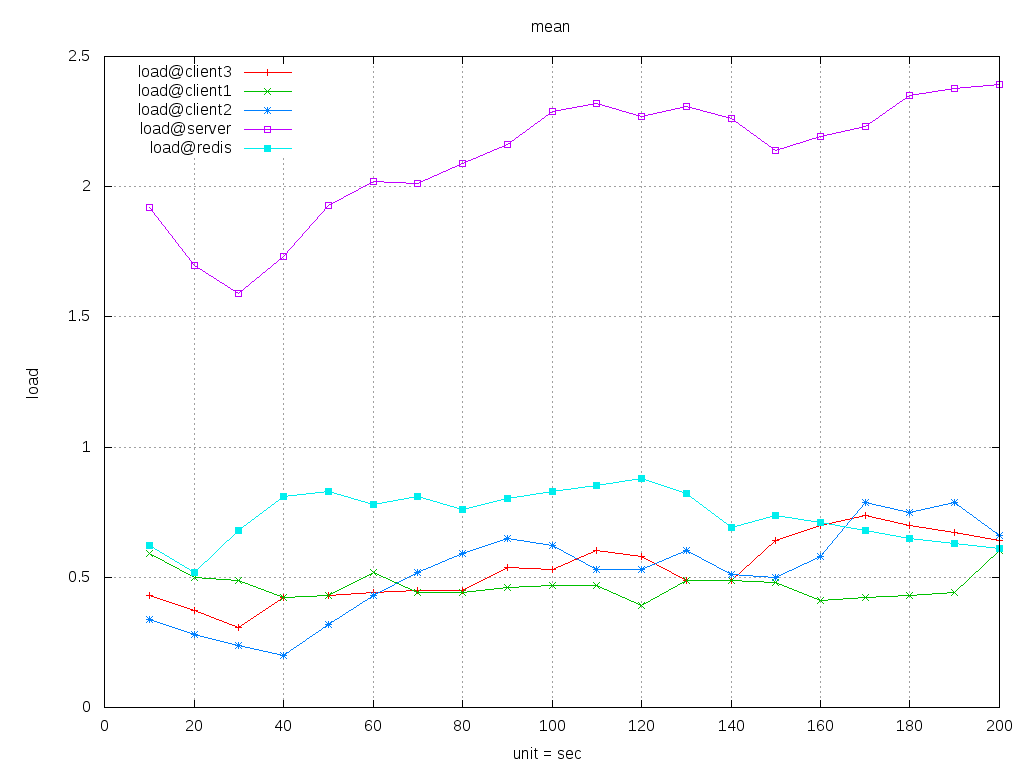 mean
2.5
2
1.5
1
0.5
0
load
load@client3
load@client1
load@client2
load@server
load@redis
0 20 40 60 80 100 120 140 160 180 200
unit = sec